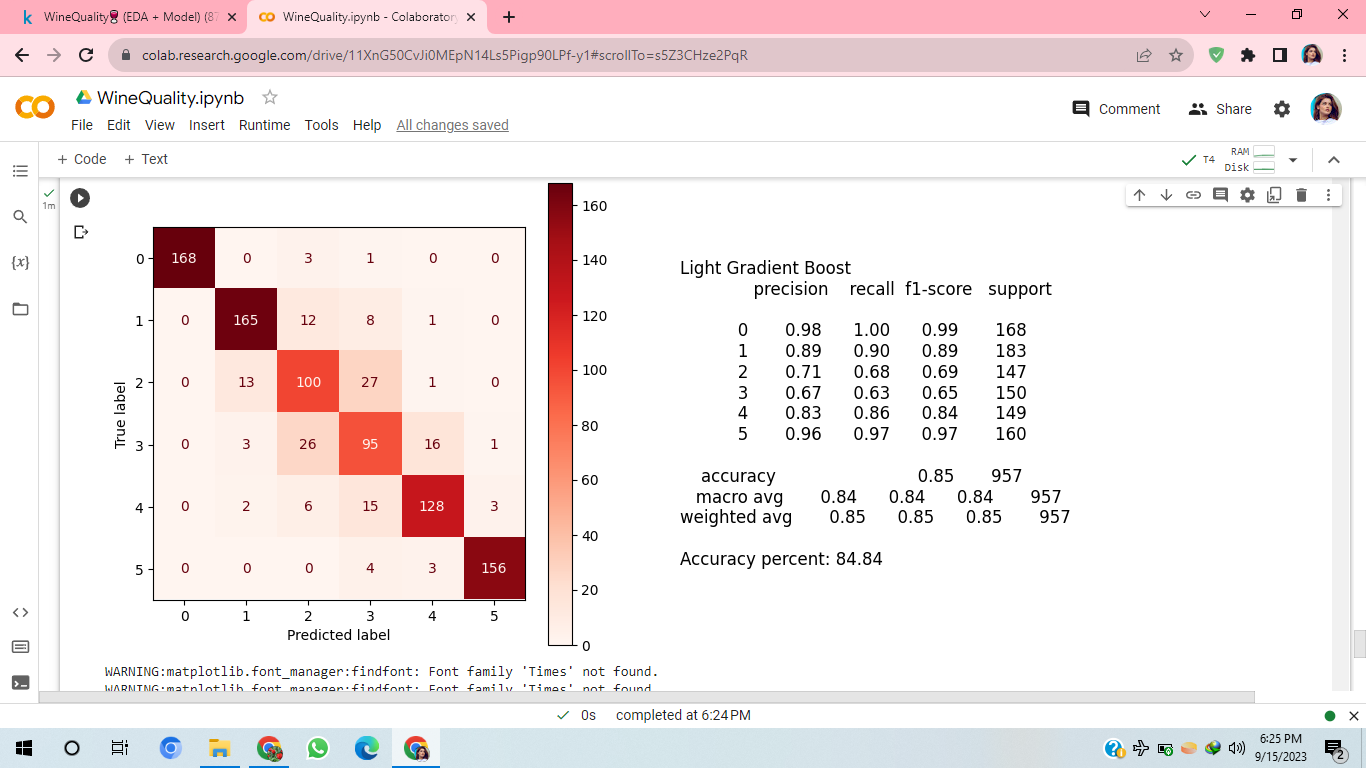 WineQuality🍷 (EDA + Model) (87
WineQuality.ipynb - Colaboratory
colab.research.google.com/drive/11XnG50CvJi0MEpN14Ls5Pigp90LPf-y1#scrollTo=s5Z3CHze2PqR
WineQuality.ipynb
Comment
Share
File Edit View Insert Runtime Tools Help All changes saved
+ Code + Text
T4
RAM
Disk
1m
{x}
160
140
120
100
80
60
40
20
0
True label
0 168 0 3 1 0 0
1 0 165 12 8 1 0
2 0 13 100 27 1 0
3 0 3 26 95 16 1
4 0 2 6 15 128 3
5 0 0 0 4 3 156
0 1 2 3 4 5
Predicted label
Light Gradient Boost
precision recall f1-score support
0 0.98 1.00 0.99 168
1 0.89 0.90 0.89 183
2 0.71 0.68 0.69 147
3 0.67 0.63 0.65 150
4 0.83 0.86 0.84 149
5 0.96 0.97 0.97 160
accuracy 0.85 957
macro avg 0.84 0.84 0.84 957
weighted avg 0.85 0.85 0.85 957
Accuracy percent: 84.84
WARNING:matplotlib.font_manager:findfont: Font family 'Times' not found.
WARNING:matplotlib.font_manager:findfont: Font family 'Times' not found.
0s completed at 6:24 PM
6:25 PM
9/15/2023
2